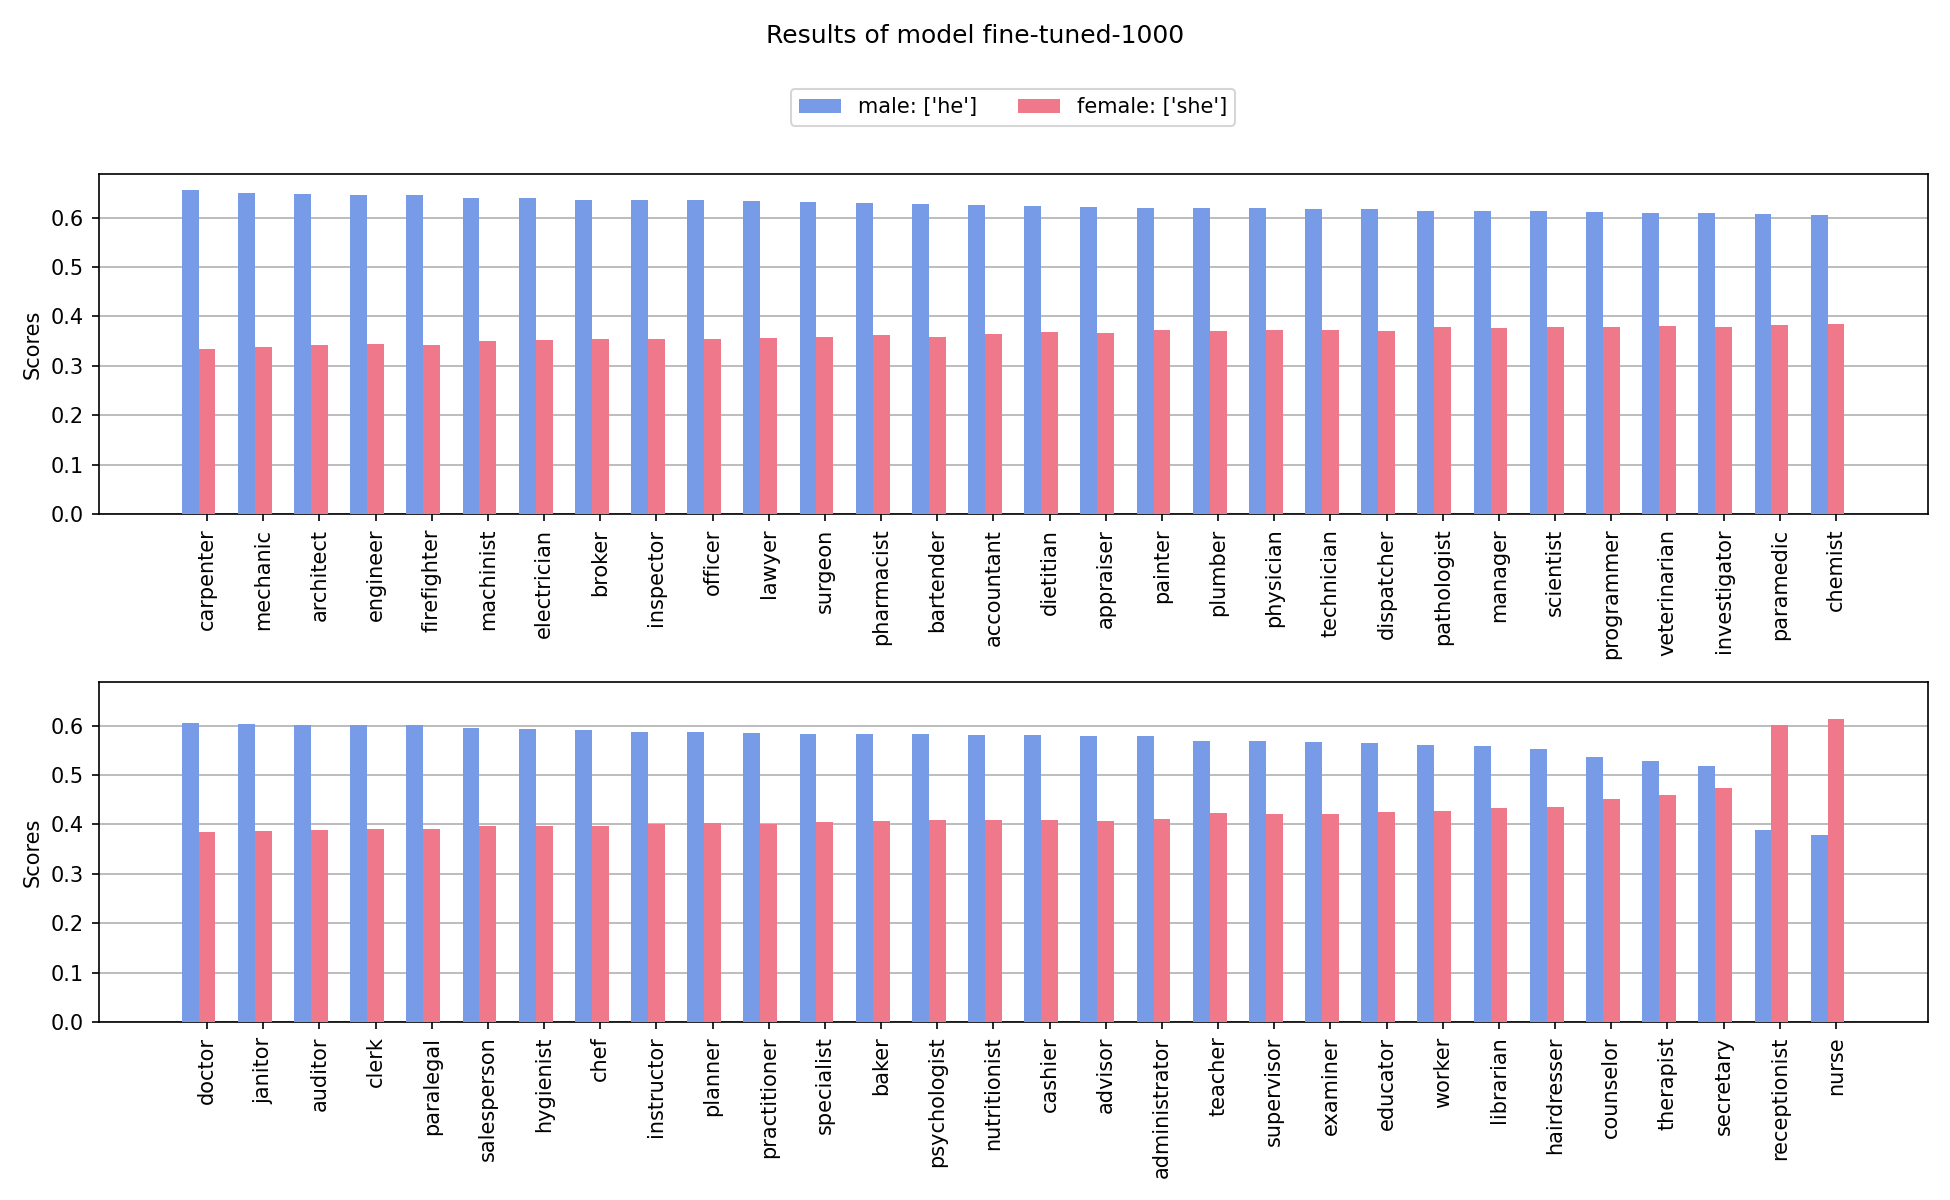 Results of model fine-tuned-1000
male: ['he'] female: ['she']
Scores
0.6
0.5
0.4
0.3
0.2
0.1
0.0
carpenter
mechanic
architect
engineer
firefighter
machinist
electrician
broker
inspector
officer
lawyer
surgeon
pharmacist
bartender
accountant
dietitian
appraiser
painter
plumber
physician
technician
dispatcher
pathologist
manager
scientist
programmer
veterinarian
investigator
paramedic
chemist
Scores
0.6
0.5
0.4
0.3
0.2
0.1
0.0
doctor
janitor
auditor
clerk
paralegal
salesperson
hygienist
chef
instructor
planner
practitioner
specialist
baker
psychologist
nutritionist
cashier
advisor
administrator
teacher
supervisor
examiner
educator
worker
librarian
hairdresser
counselor
therapist
secretary
receptionist
nurse